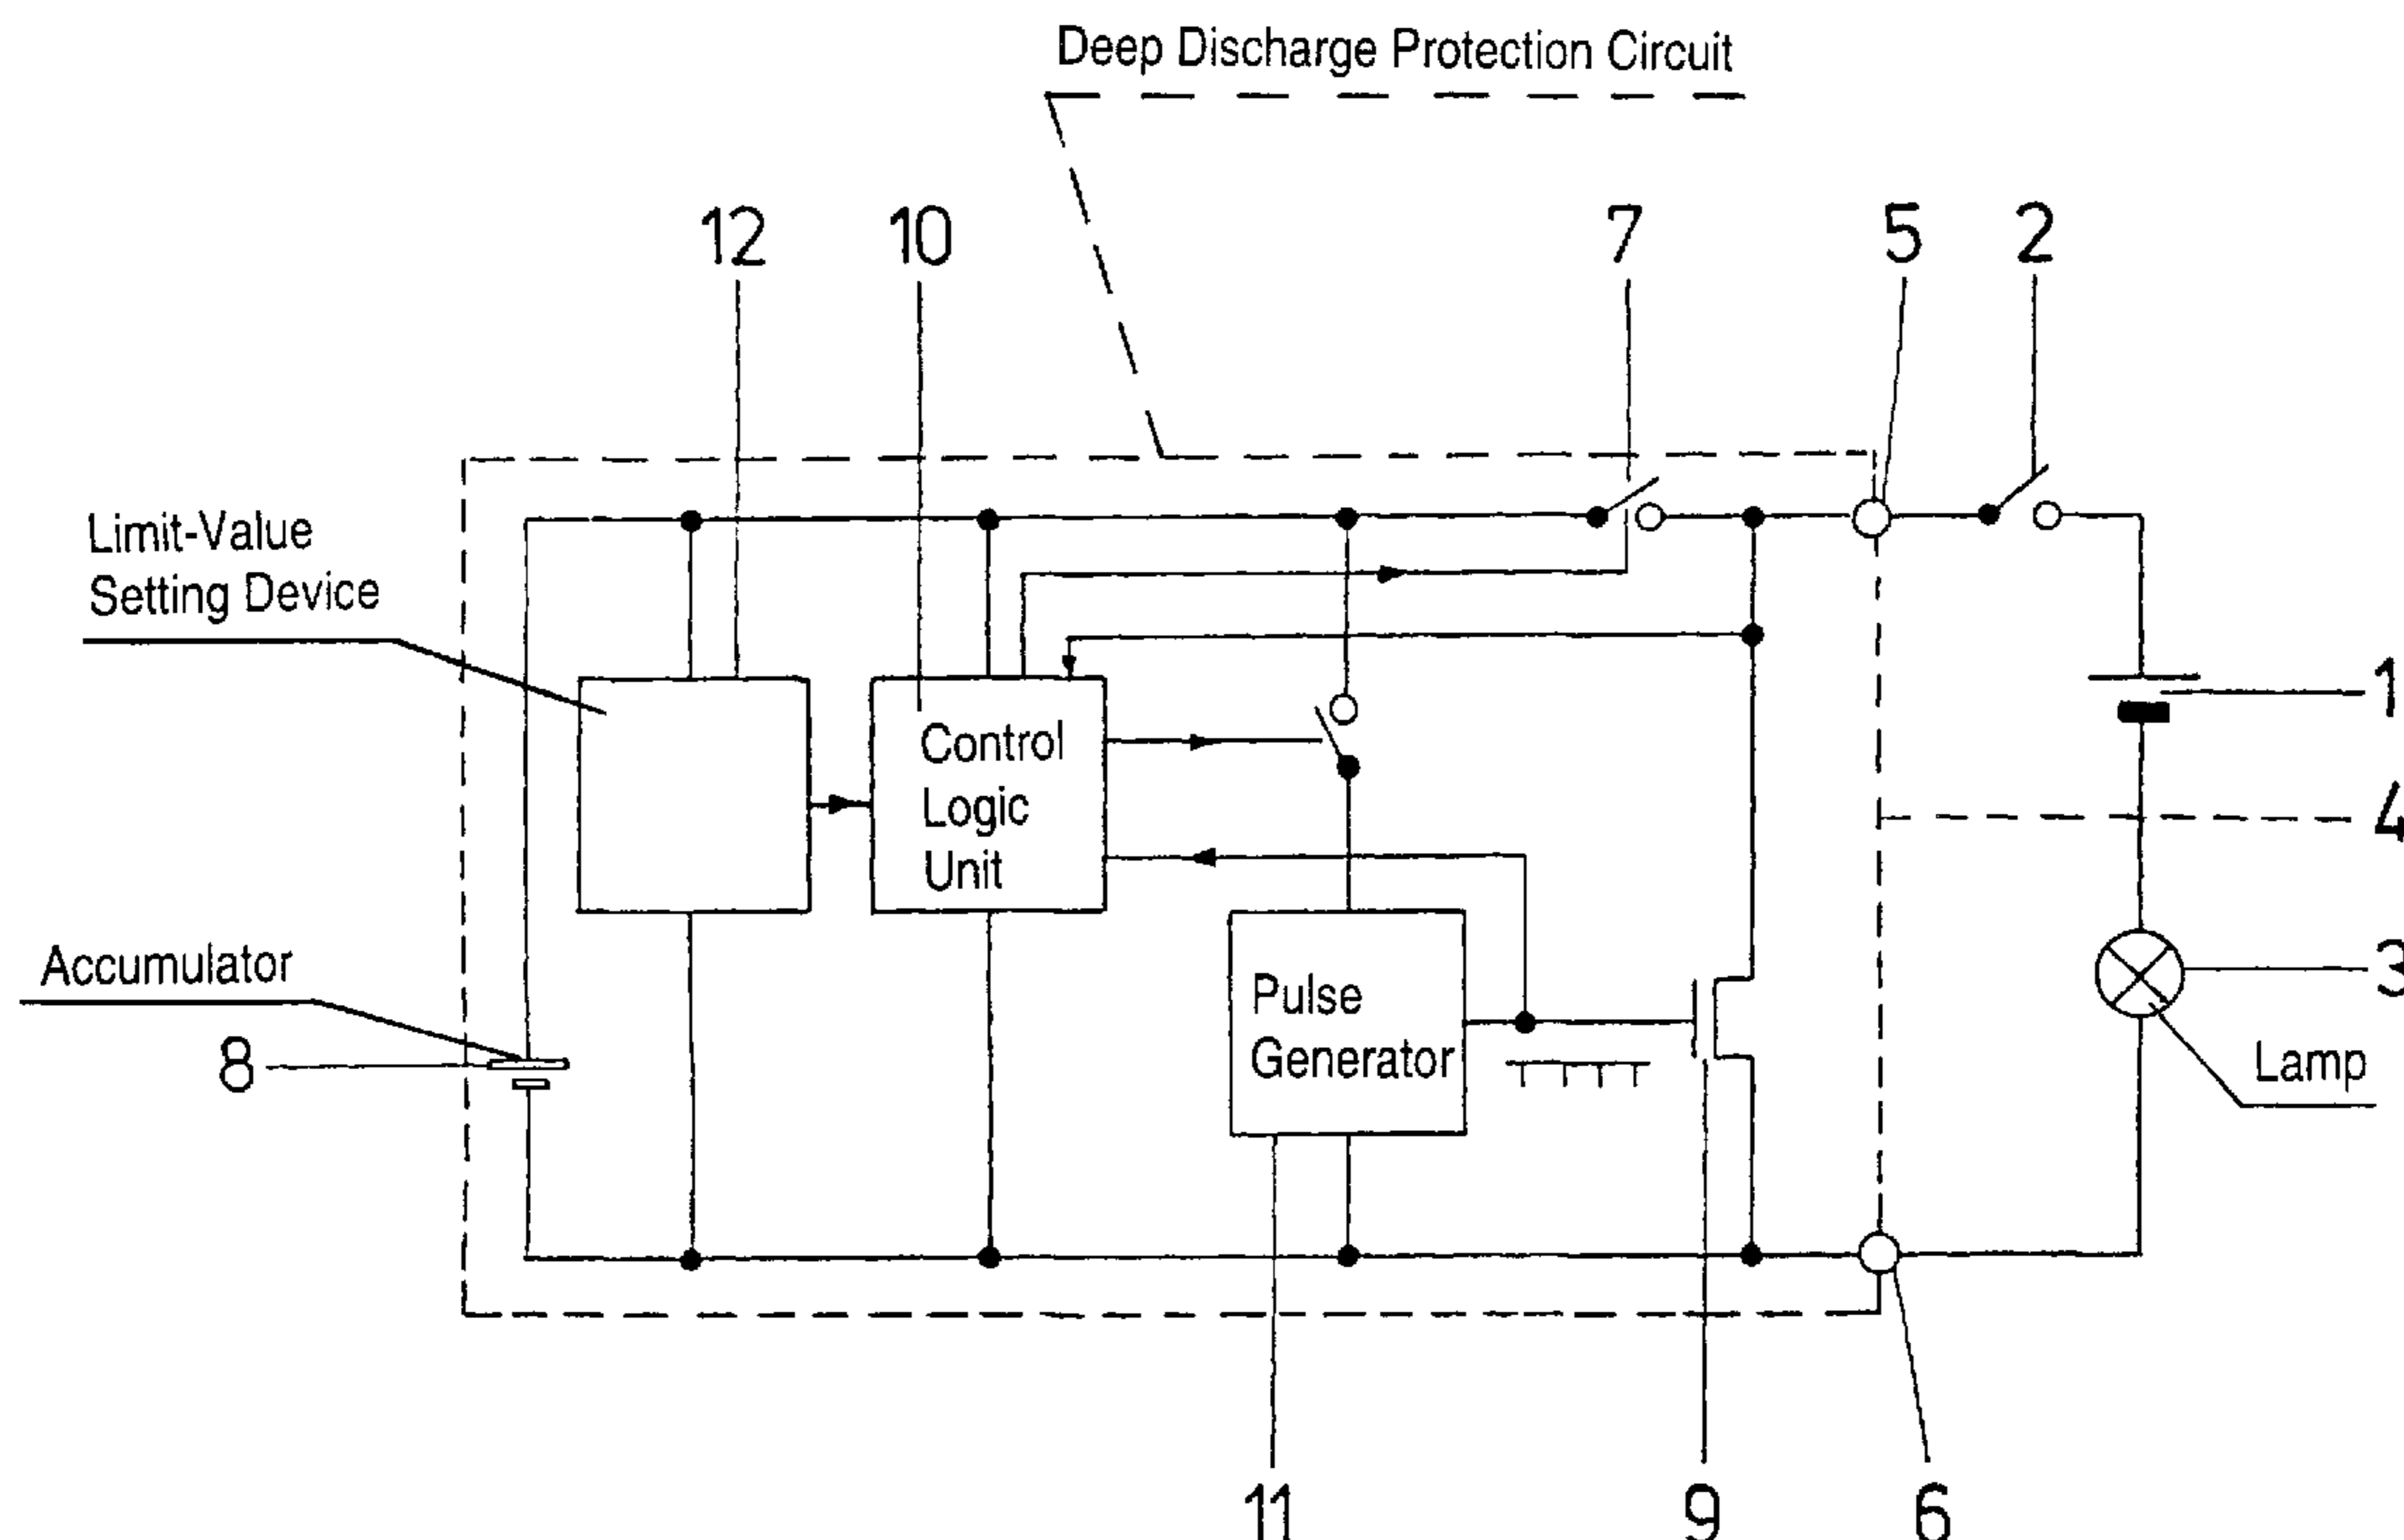 Deep Discharge Protection Circuit
12
10
7
5
2
Limit-Value
Setting Device
1
Control
Logic
Unit
4
Accumulator
3
Pulse
Generator
8
Lamp
11
9
6